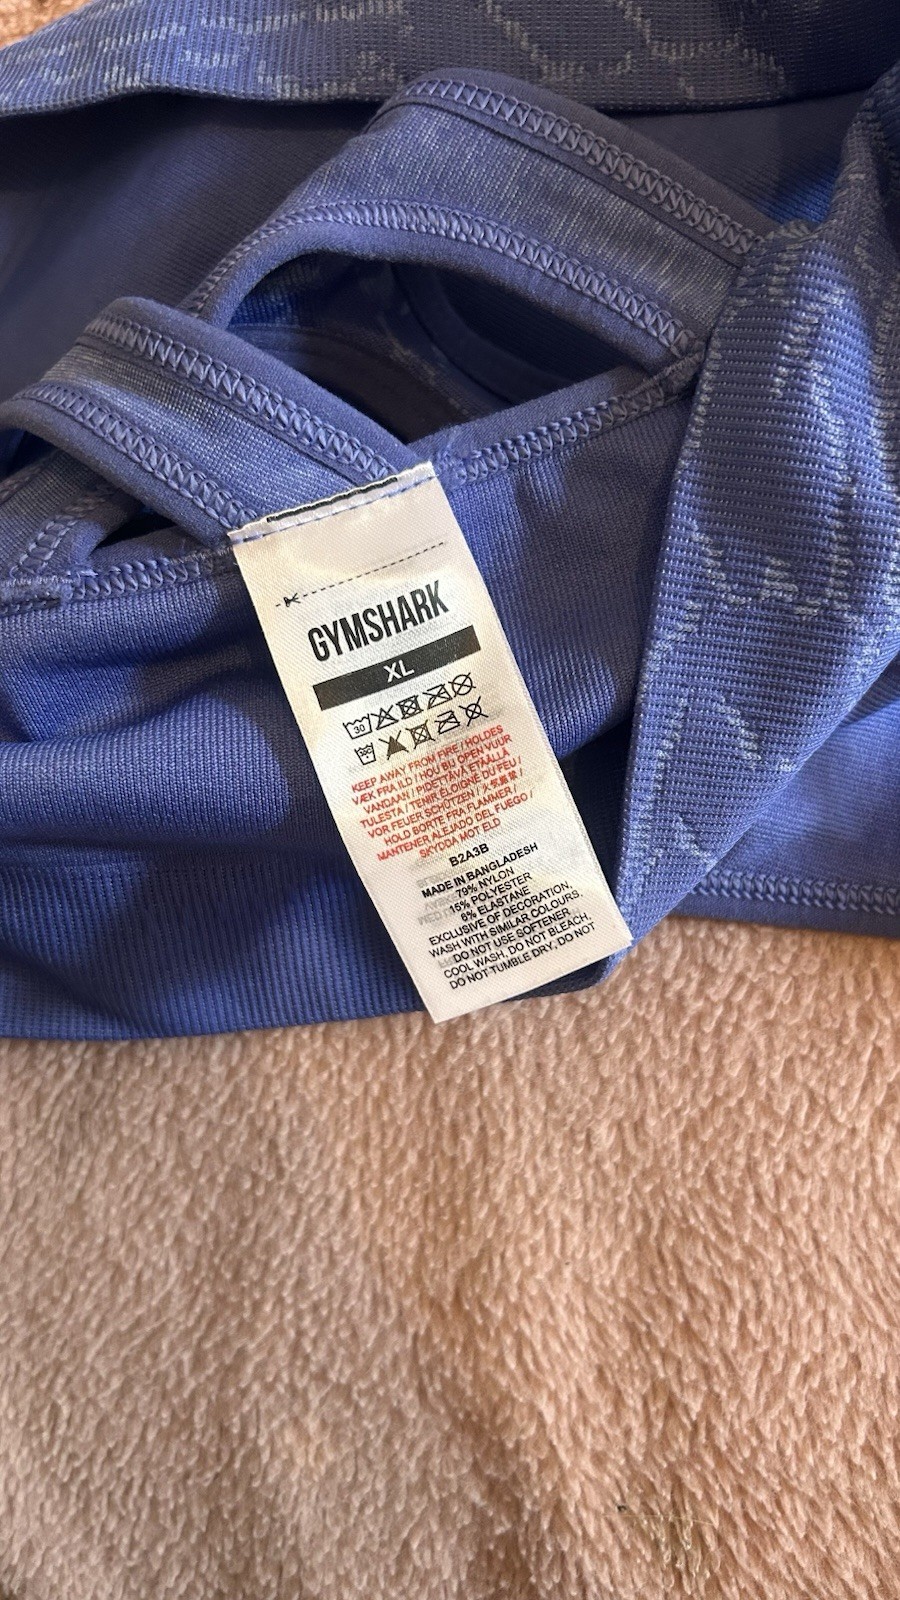 GYMSHARK
XL
30
KEEP AWAY FROM FIRE / HOLDES
VÆK FRA ILD / HOU BIJ OPEN VUUR
VANDAAN / PIDETTÄVÄ ETÄÄLLÄ
TULESTA / TENIR ÉLOIGNÉ DU FEU /
VOR FEUER SCHÜTZEN / 火気厳禁 /
HOLD BORTE FRA FLAMMER /
MANTENER ALEJADO DEL FUEGO /
SKYDDA MOT ELD
B2A3B
MADE IN BANGLADESH
79% NYLON
15% POLYESTER
6% ELASTANE
EXCLUSIVE OF DECORATION.
WASH WITH SIMILAR COLOURS.
DO NOT USE SOFTENER
COOL WASH, DO NOT BLEACH,
DO NOT TUMBLE DRY, DO NOT